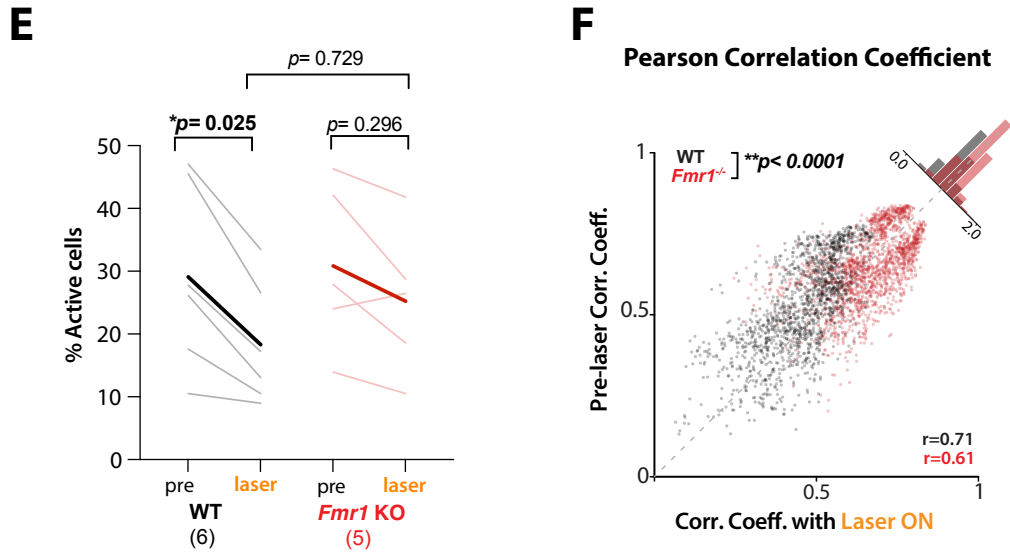 E
p= 0.729
*p= 0.025
p= 0.296
50
40
30
20
10
0
% Active cells
pre
laser
pre
laser
WT
Fmr1 KO
(6)
(5)
F
Pearson Correlation Coefficient
WT
Fmr1-/-
**p< 0.0001
0.0
2.0
1
0.5
0
Pre-laser Corr. Coeff.
r=0.71
r=0.61
0.5
1
Corr. Coeff. with Laser ON